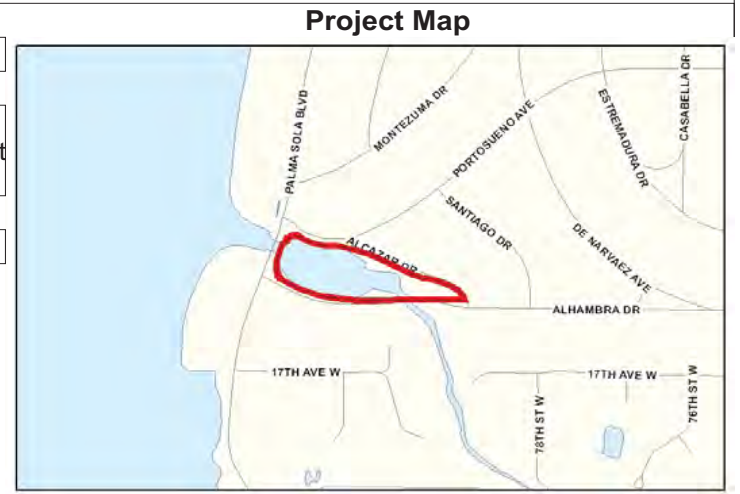 Project Map
t
PALMA SOLA BLVD
MONTEZUMA DR
PORTOSUENO AVE
ESTREMADURA DR
CASABELLA DR
SANTIAGO DR
ALCAZAR DR
DE NARVAEZ AVE
ALHAMBRA DR
17TH AVE W
17TH AVE W
78TH ST W
76TH ST W